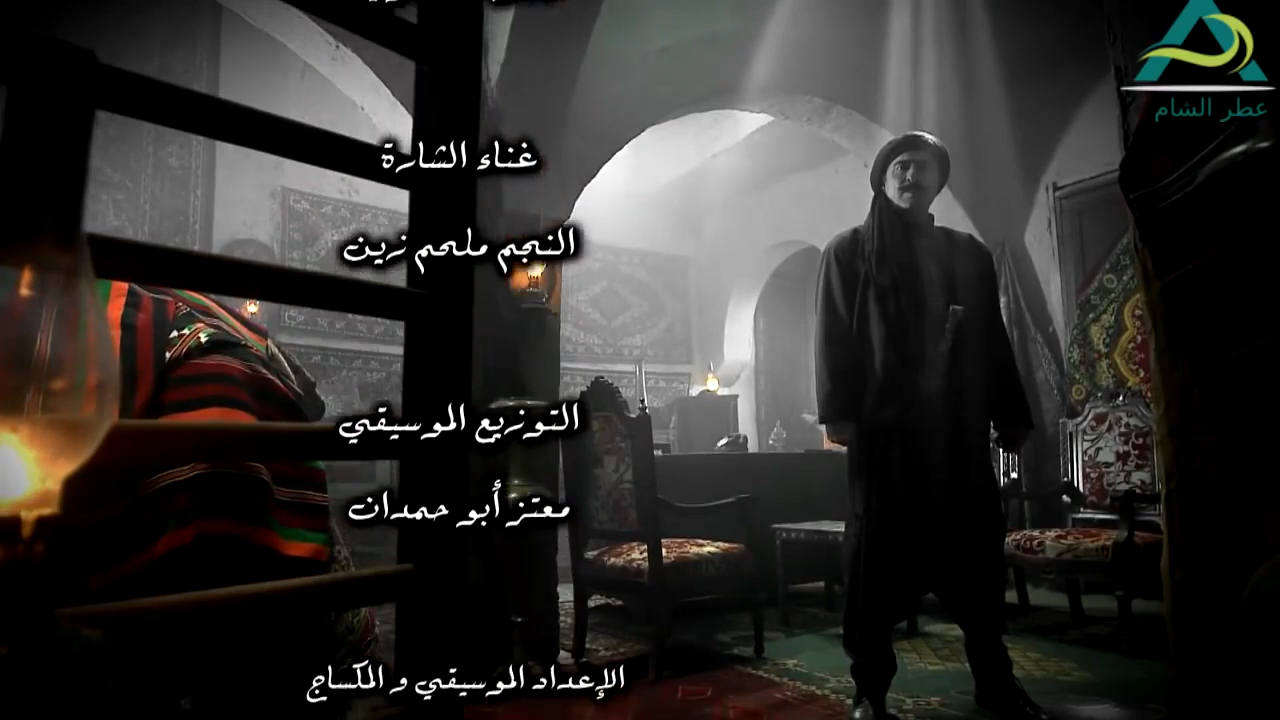 عطر الشام
غناء الشارة
النجم ملحم زين
التوزيع الموسيقي
معتز أبو حمدان
الإعداد الموسيقي و المكساج